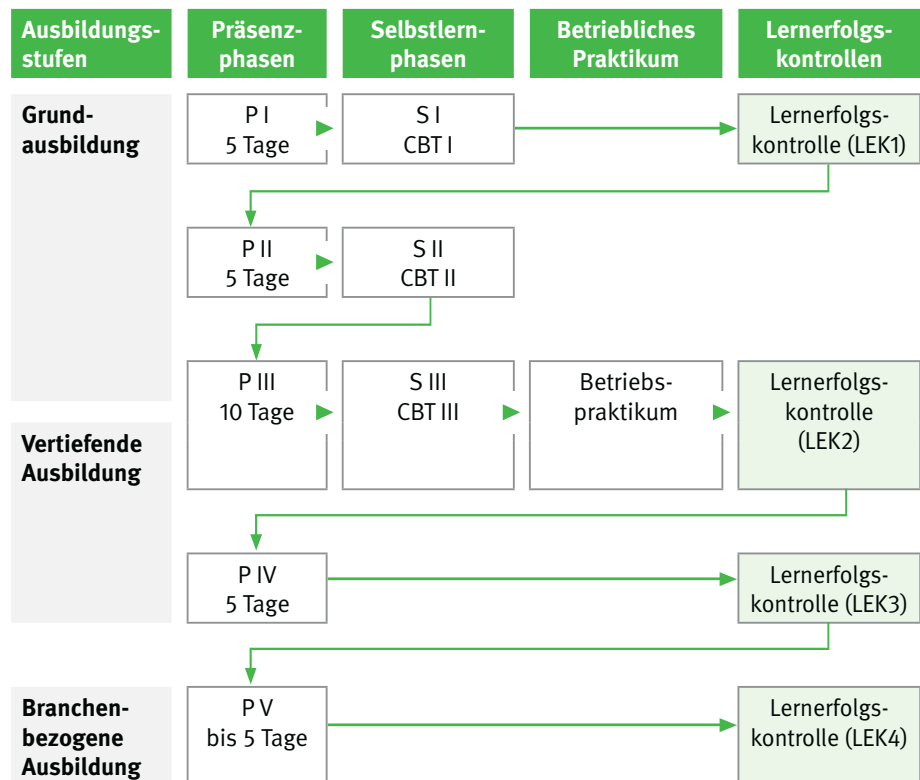 Ausbildungs-
stufen
Präsenz-
phasen
Selbstlern-
phasen
Betriebliches
Praktikum
Lernerfolgs-
kontrollen
Grund-
ausbildung
P I
5 Tage
S I
CBT I
Lernerfolgs-
kontrolle (LEK1)
P II
5 Tage
S II
CBT II
P III
10 Tage
S III
CBT III
Betriebs-
praktikum
Lernerfolgs-
kontrolle
(LEK2)
Vertiefende
Ausbildung
P IV
5 Tage
Lernerfolgs-
kontrolle (LEK3)
Branchen-
bezogene
Ausbildung
P V
bis 5 Tage
Lernerfolgs-
kontrolle (LEK4)